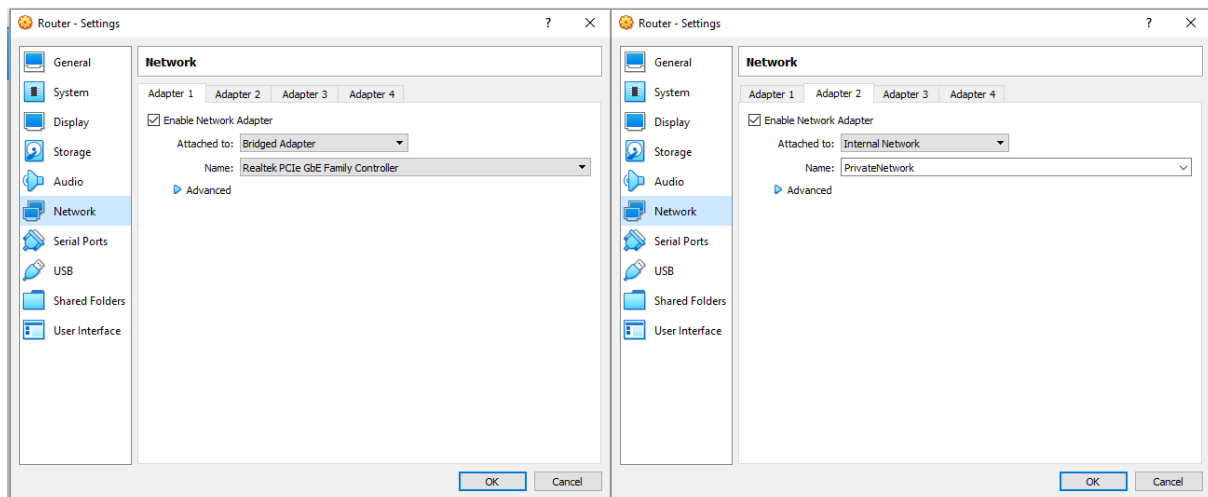 Router - Settings
?
General
System
Display
Storage
Audio
Network
Serial Ports
USB
Shared Folders
User Interface
Network
Adapter 1 Adapter 2 Adapter 3 Adapter 4
Enable Network Adapter
Attached to: Bridged Adapter
Name: Realtek PCIe GbE Family Controller
Advanced
OK Cancel
Router - Settings
?
General
System
Display
Storage
Audio
Network
Serial Ports
USB
Shared Folders
User Interface
Network
Adapter 1 Adapter 2 Adapter 3 Adapter 4
Enable Network Adapter
Attached to: Internal Network
Name: PrivateNetwork
Advanced
OK Cancel